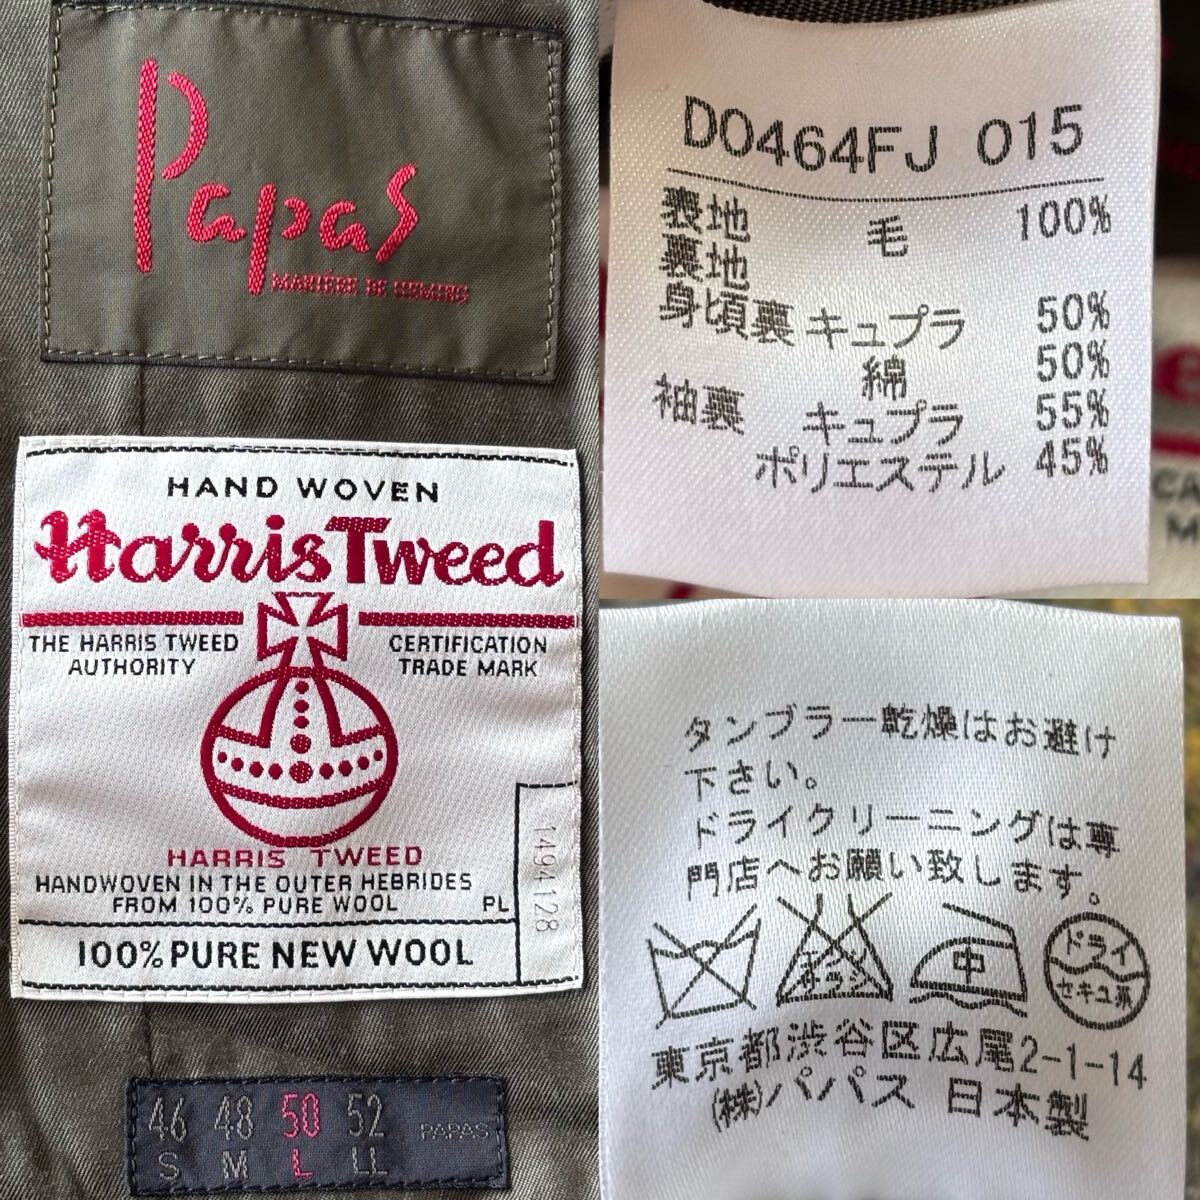 Papas
HAND WOVEN
Harris Tweed
THE HARRIS TWEED
AUTHORITY
CERTIFICATION
TRADE MARK
HARRIS TWEED
HANDWOVEN IN THE OUTER HEBRIDES
FROM 100% PURE WOOL
PL
1494128
100% PURE NEW WOOL
46 48 50 52
S M L LL
PAPAS
D0464FJ 015
表地 毛 100%
裏地
身頃裏 キュプラ 50%
綿 50%
袖裏 キュプラ 55%
ポリエステル 45%
タンブラー乾燥はお避け
下さい。
ドライクリーニングは専
門店へお願い致します。
エンソ
サラシ
中
ドライ
セキユ系
東京都渋谷区広尾2-1-14
(株)パパス 日本製
CA
M